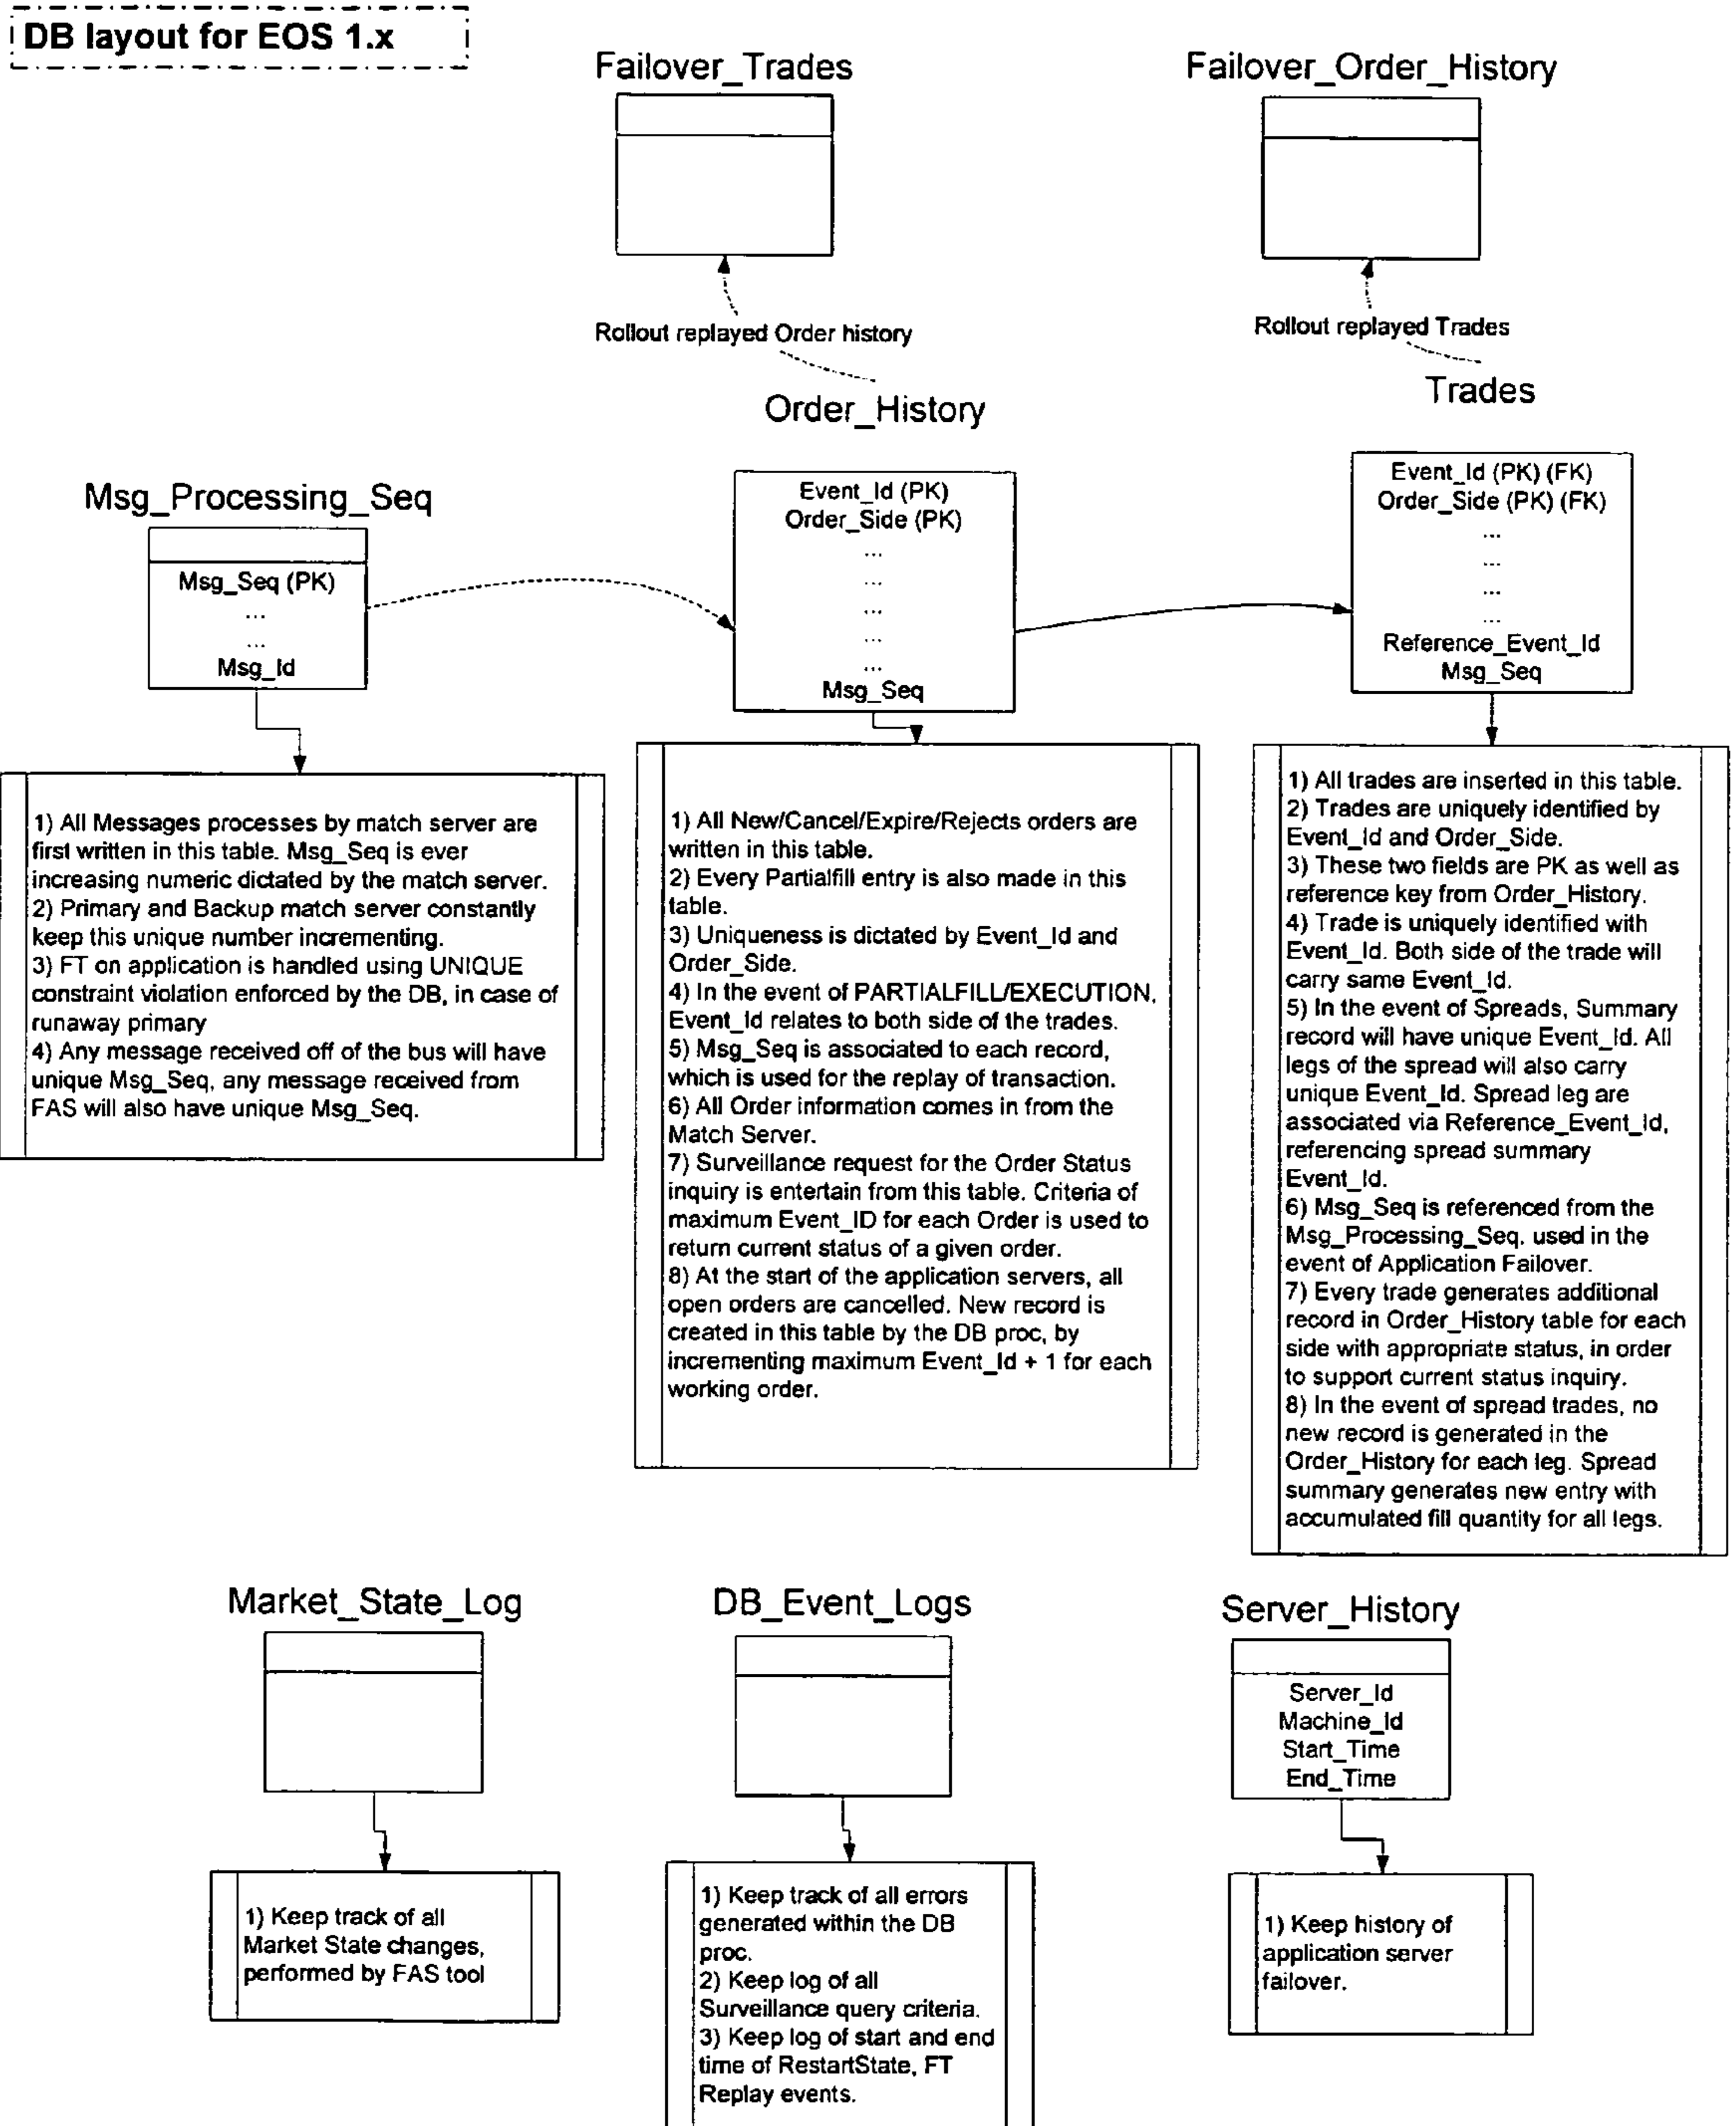 DB layout for EOS 1.x
Failover_Trades
Failover_Order_History
Rollout replayed Order history
Rollout replayed Trades
Order_History
Trades
Msg_Processing_Seq
Msg_Seq (PK)
...
...
Msg_Id
Event_Id (PK)
Order_Side (PK)
...
...
...
...
...
Msg_Seq
Event_Id (PK) (FK)
Order_Side (PK) (FK)
...
...
...
...
Reference_Event_Id
Msg_Seq
1) All Messages processes by match server are
first written in this table. Msg_Seq is ever
increasing numeric dictated by the match server.
2) Primary and Backup match server constantly
keep this unique number incrementing.
3) FT on application is handled using UNIQUE
constraint violation enforced by the DB, in case of
runaway primary
4) Any message received off of the bus will have
unique Msg_Seq, any message received from
FAS will also have unique Msg_Seq.
1) All New/Cancel/Expire/Rejects orders are
written in this table.
2) Every Partialfill entry is also made in this
table.
3) Uniqueness is dictated by Event_Id and
Order_Side.
4) In the event of PARTIALFILL/EXECUTION,
Event_Id relates to both side of the trades.
5) Msg_Seq is associated to each record,
which is used for the replay of transaction.
6) All Order information comes in from the
Match Server.
7) Surveillance request for the Order Status
inquiry is entertain from this table. Criteria of
maximum Event_ID for each Order is used to
return current status of a given order.
8) At the start of the application servers, all
open orders are cancelled. New record is
created in this table by the DB proc, by
incrementing maximum Event_Id + 1 for each
working order.
1) All trades are inserted in this table.
2) Trades are uniquely identified by
Event_Id and Order_Side.
3) These two fields are PK as well as
reference key from Order_History.
4) Trade is uniquely identified with
Event_Id. Both side of the trade will
carry same Event_Id.
5) In the event of Spreads, Summary
record will have unique Event_Id. All
legs of the spread will also carry
unique Event_Id. Spread leg are
associated via Reference_Event_Id,
referencing spread summary
Event_Id.
6) Msg_Seq is referenced from the
Msg_Processing_Seq, used in the
event of Application Failover.
7) Every trade generates additional
record in Order_History table for each
side with appropriate status, in order
to support current status inquiry.
8) In the event of spread trades, no
new record is generated in the
Order_History for each leg. Spread
summary generates new entry with
accumulated fill quantity for all legs.
Market_State_Log
DB_Event_Logs
Server_History
Server_Id
Machine_Id
Start_Time
End_Time
1) Keep track of all
Market State changes,
performed by FAS tool
1) Keep track of all errors
generated within the DB
proc.
2) Keep log of all
Surveillance query criteria.
3) Keep log of start and end
time of RestartState, FT
Replay events.
1) Keep history of
application server
failover.